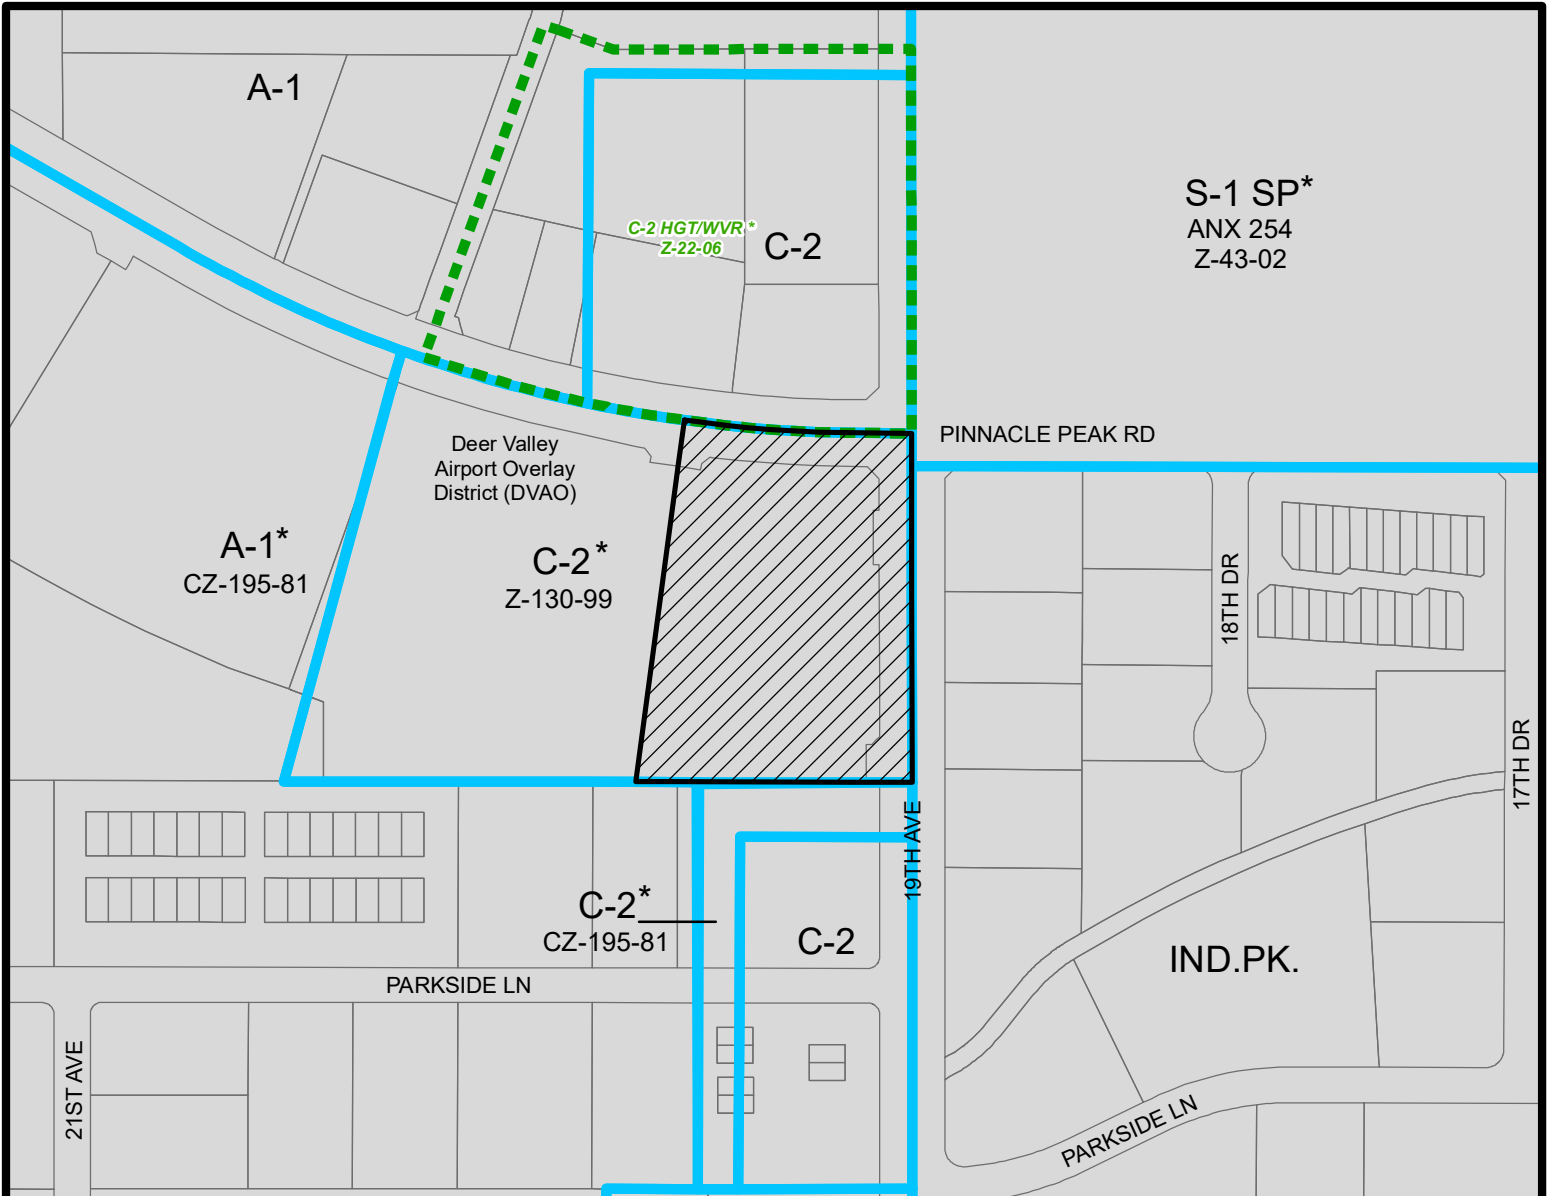 A-1
S-1 SP*
ANX 254
Z-43-02
C-2 HGT/WVR *
Z-22-06
C-2
PINNACLE PEAK RD
Deer Valley
Airport Overlay
District (DVAO)
A-1*
CZ-195-81
C-2*
Z-130-99
18TH DR
17TH DR
19TH AVE
C-2*
CZ-195-81
C-2
IND.PK.
PARKSIDE LN
21ST AVE
PARKSIDE LN